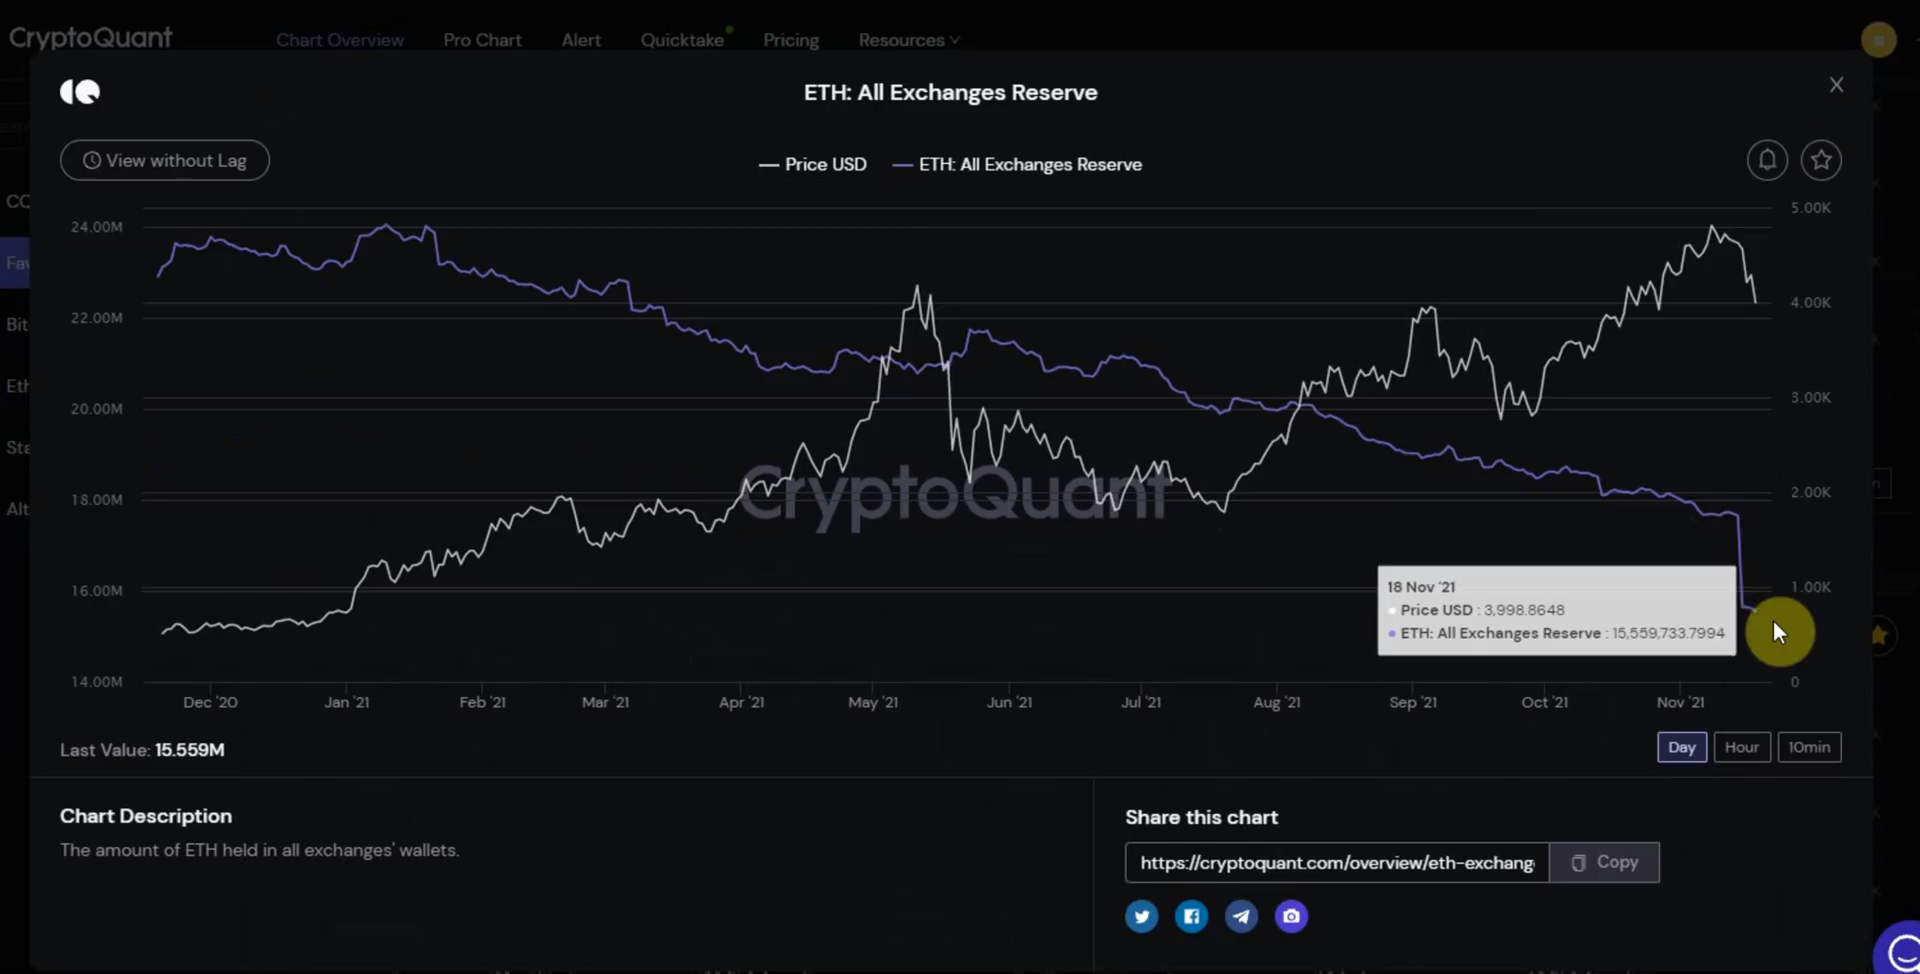 CryptoQuant
Chart Overview Pro Chart Alert Quicktake Pricing Resources
ETH: All Exchanges Reserve
View without Lag
Price USD ETH: All Exchanges Reserve
24.00M
22.00M
20.00M
18.00M
16.00M
14.00M
5.00K
4.00K
3.00K
2.00K
1.00K
0
CryptoQuant
18 Nov '21
Price USD : 3,998.8648
ETH: All Exchanges Reserve : 15,559,733.7994
Dec '20 Jan '21 Feb '21 Mar '21 Apr '21 May '21 Jun '21 Jul '21 Aug '21 Sep '21 Oct '21 Nov '21
Last Value: 15.559M
Day Hour 10min
Chart Description
The amount of ETH held in all exchanges' wallets.
Share this chart
https://cryptoquant.com/overview/eth-exchang
Copy
CC
Fav
Bit
Eth
Sta
Alt